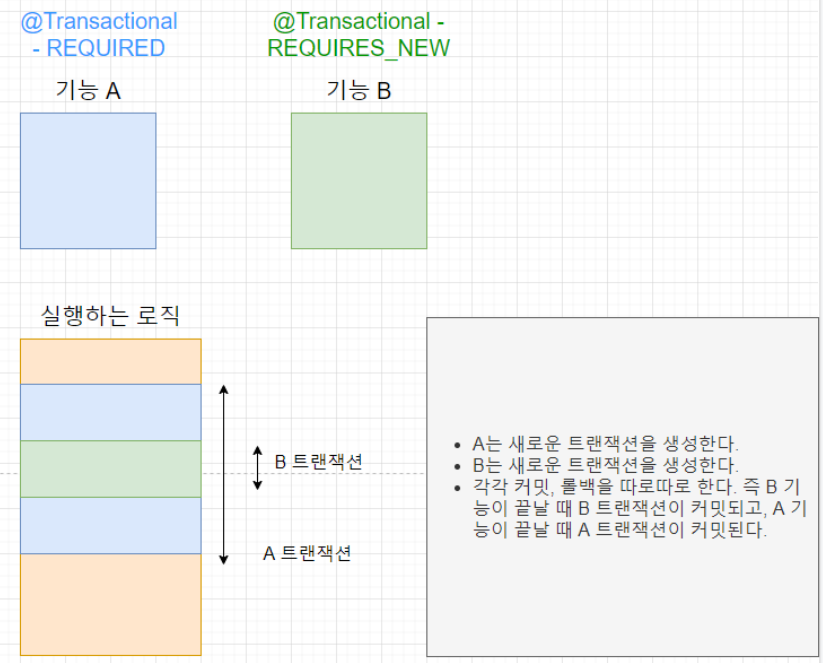 @Transactional
- REQUIRED
@Transactional -
REQUIRES_NEW
기능 A
기능 B
실행하는 로직
B 트랜잭션
A 트랜잭션
• A는 새로운 트랜잭션을 생성한다.
• B는 새로운 트랜잭션을 생성한다.
• 각각 커밋, 롤백을 따로따로 한다. 즉 B 기
능이 끝날 때 B 트랜잭션이 커밋되고, A 기
능이 끝날 때 A 트랜잭션이 커밋된다.